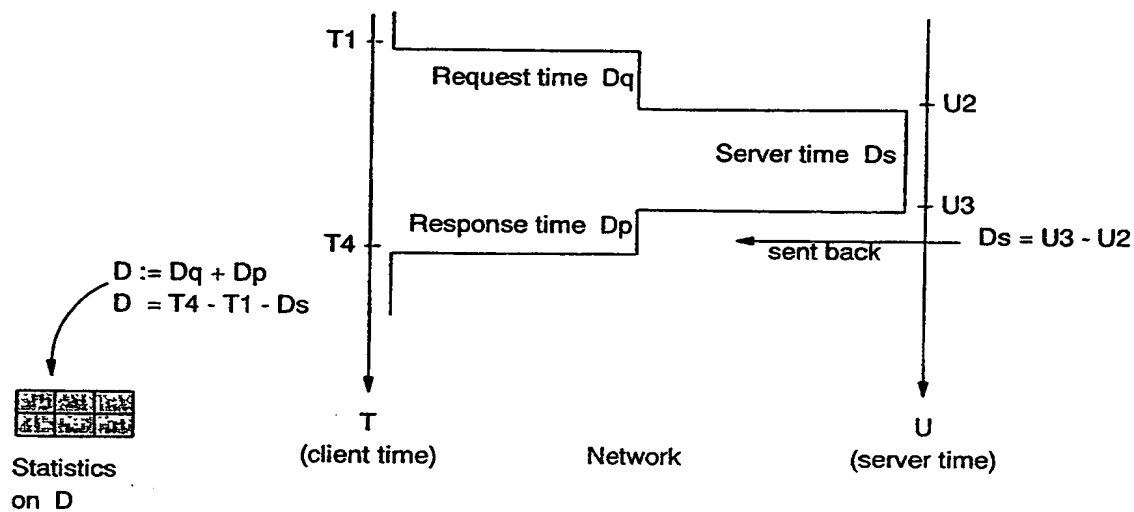 T1
Request time Dq
U2
Server time Ds
U3
Response time Dp
T4
Ds = U3 - U2
sent back
D := Dq + Dp
D = T4 - T1 - Ds
T
(client time)
Network
U
(server time)
Statistics
on D